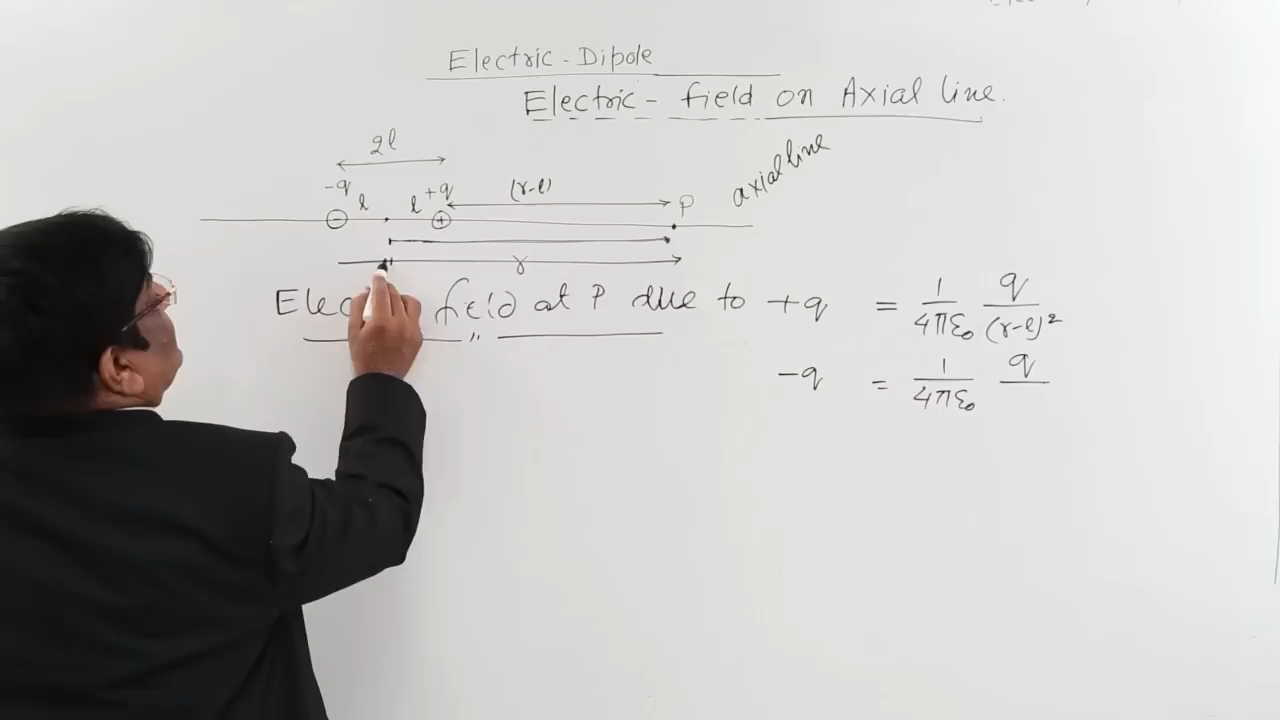 Electric - Dipole
Electric - field on Axial line.
2l
-q l l +q (r-l) P axial line
− +
r
field at P due to +q = 1/4πε₀ q/(r-l)²
" -q = 1/4πε₀ q